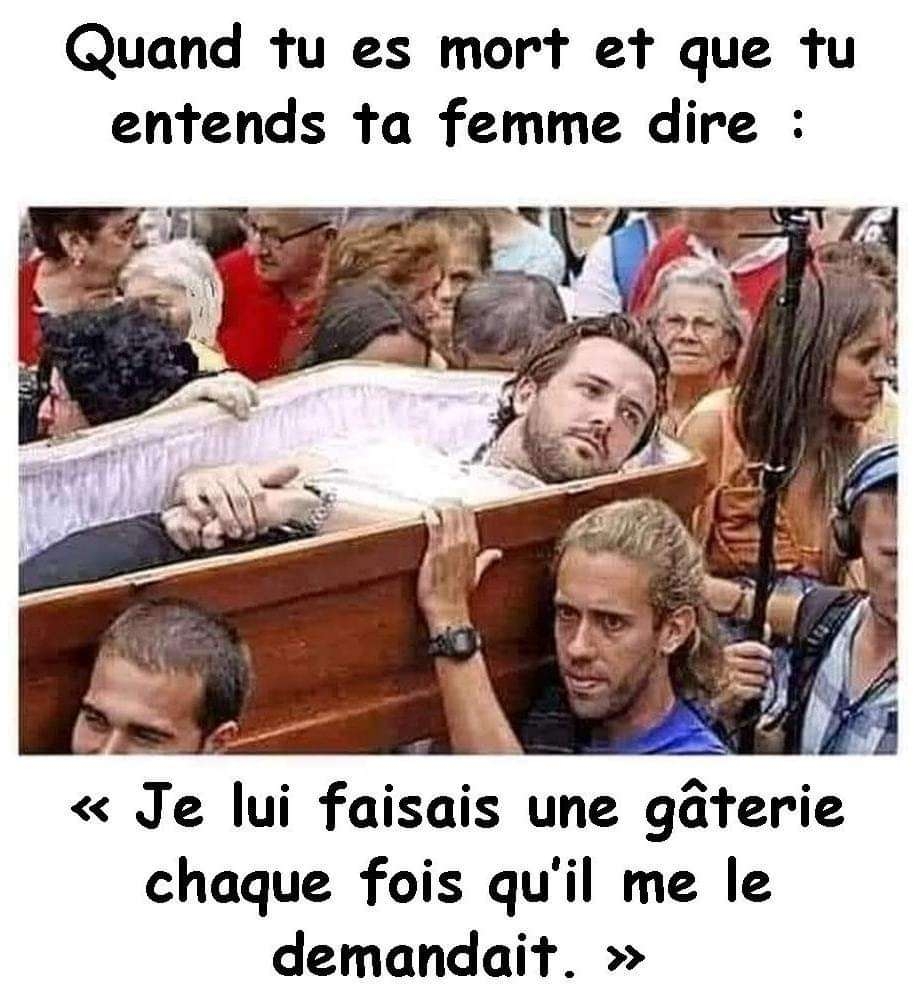 Quand tu es mort et que tu
entends ta femme dire :
« Je lui faisais une gâterie
chaque fois qu'il me le
demandait. »